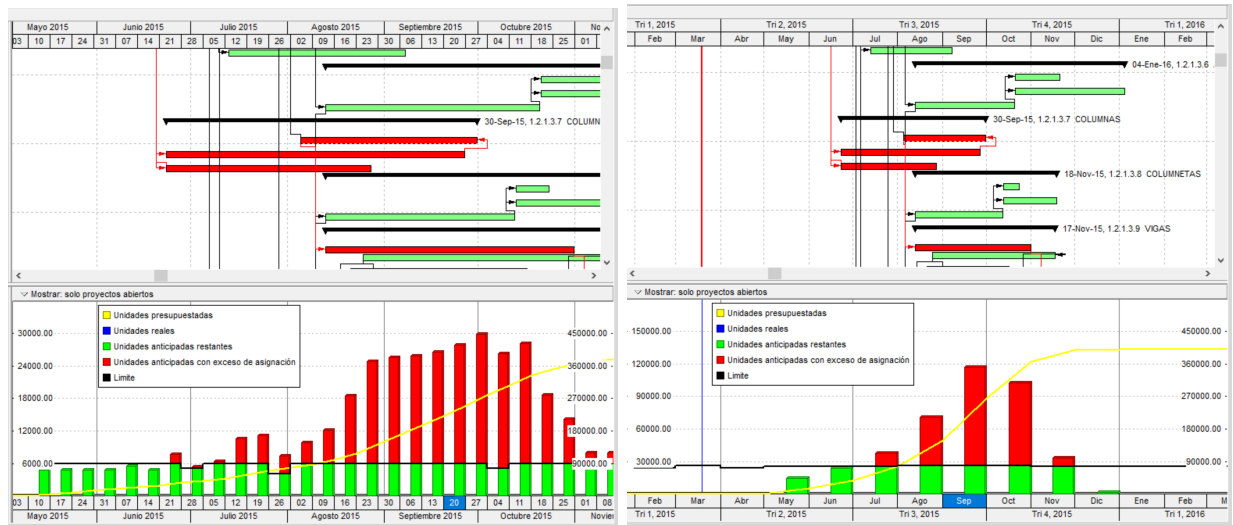 Mayo 2015 Junio 2015 Julio 2015 Agosto 2015 Septiembre 2015 Octubre 2015 No
03 10 17 24 31 07 14 21 28 05 12 19 26 02 09 16 23 30 06 13 20 27 04 11 18 25 01
30-Sep-15, 1.2.1.3.7 COLUMN
Mostrar: solo proyectos abiertos
Unidades presupuestadas
Unidades reales
Unidades anticipadas restantes
Unidades anticipadas con exceso de asignación
Limite
30000.00
24000.00
18000.00
12000.00
6000.00
450000.00
360000.00
270000.00
180000.00
90000.00
03 10 17 24 31 07 14 21 28 05 12 19 26 02 09 16 23 30 06 13 20 27 04 11 18 25 01 08
Mayo 2015 Junio 2015 Julio 2015 Agosto 2015 Septiembre 2015 Octubre 2015 Novier
Tri 1, 2015 Tri 2, 2015 Tri 3, 2015 Tri 4, 2015 Tri 1, 2016
Feb Mar Abr May Jun Jul Ago Sep Oct Nov Dic Ene Feb
04-Ene-16, 1.2.1.3.6
30-Sep-15, 1.2.1.3.7 COLUMNAS
18-Nov-15, 1.2.1.3.8 COLUMNETAS
17-Nov-15, 1.2.1.3.9 VIGAS
Mostrar: solo proyectos abiertos
Unidades presupuestadas
Unidades reales
Unidades anticipadas restantes
Unidades anticipadas con exceso de asignación
Limite
150000.00
120000.00
90000.00
60000.00
30000.00
450000.00
360000.00
270000.00
180000.00
90000.00
Feb Mar Abr May Jun Jul Ago Sep Oct Nov Dic Ene Feb M
Tri 1, 2015 Tri 2, 2015 Tri 3, 2015 Tri 4, 2015 Tri 1, 2016